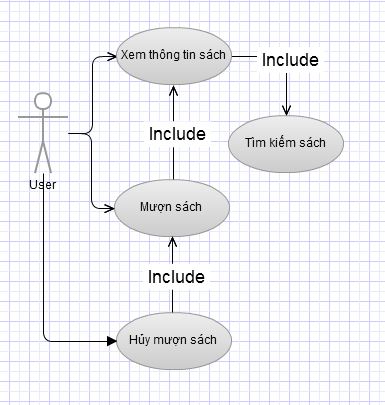 Xem thông tin sách
Include
Include
Tìm kiếm sách
User
Mượn sách
Include
Hủy mượn sách